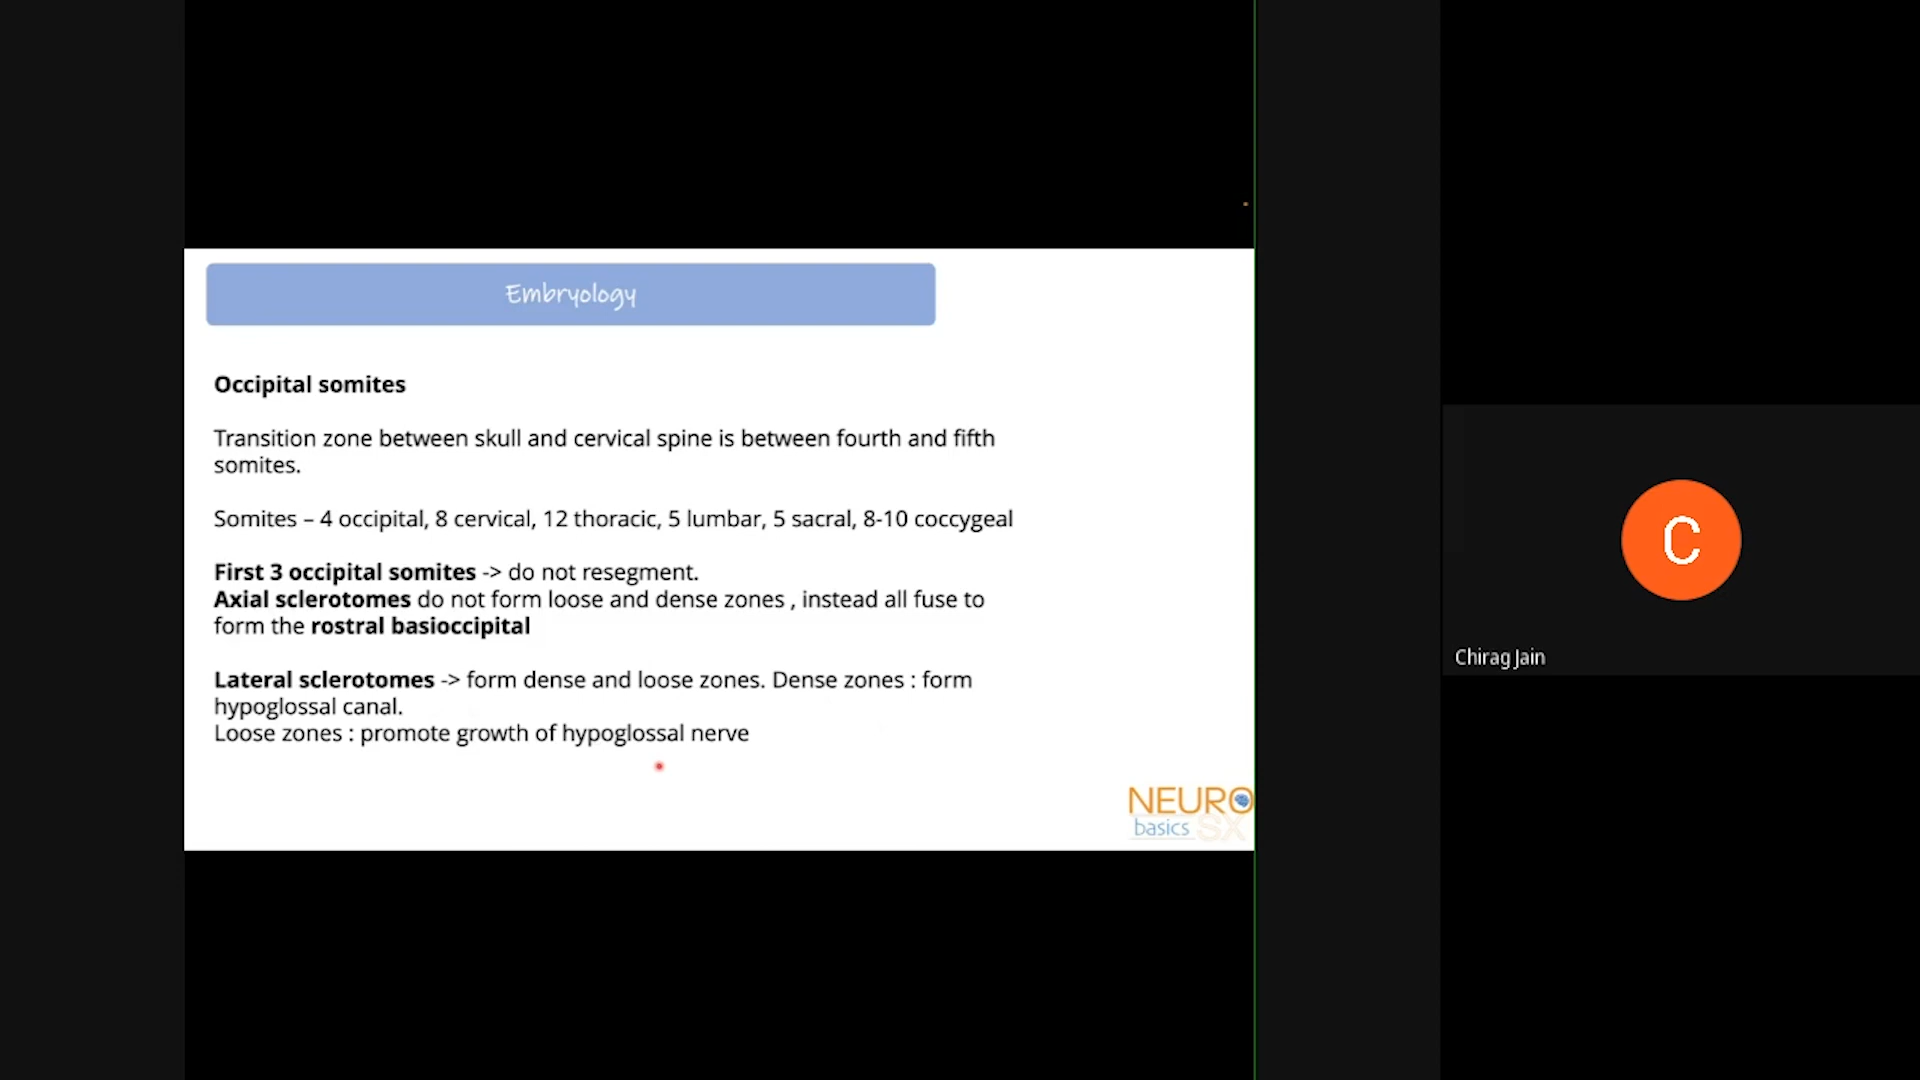 Embryology
Occipital somites
Transition zone between skull and cervical spine is between fourth and fifth
somites.
Somites – 4 occipital, 8 cervical, 12 thoracic, 5 lumbar, 5 sacral, 8-10 coccygeal
First 3 occipital somites -> do not resegment.
Axial sclerotomes do not form loose and dense zones , instead all fuse to
form the rostral basioccipital
Lateral sclerotomes -> form dense and loose zones. Dense zones : form
hypoglossal canal.
Loose zones : promote growth of hypoglossal nerve
NEURO
basics SX
C
Chirag Jain